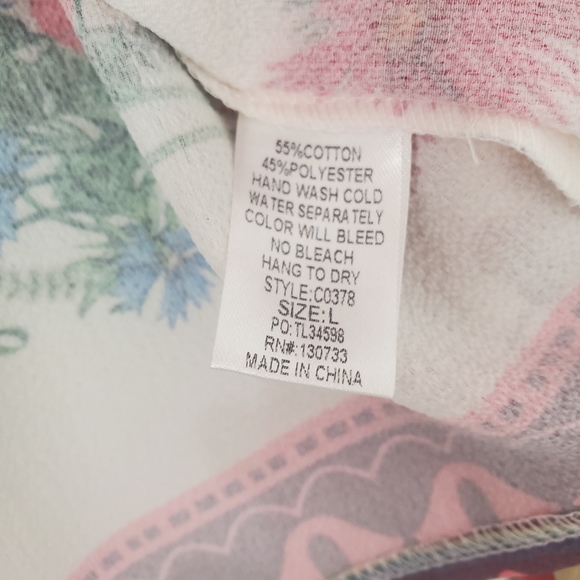 55%COTTON
45%POLYESTER
HAND WASH COLD
WATER SEPARATELY
COLOR WILL BLEED
NO BLEACH
HANG TO DRY
STYLE:C0378
SIZE:L
PO:TL34598
RN#:130733
MADE IN CHINA